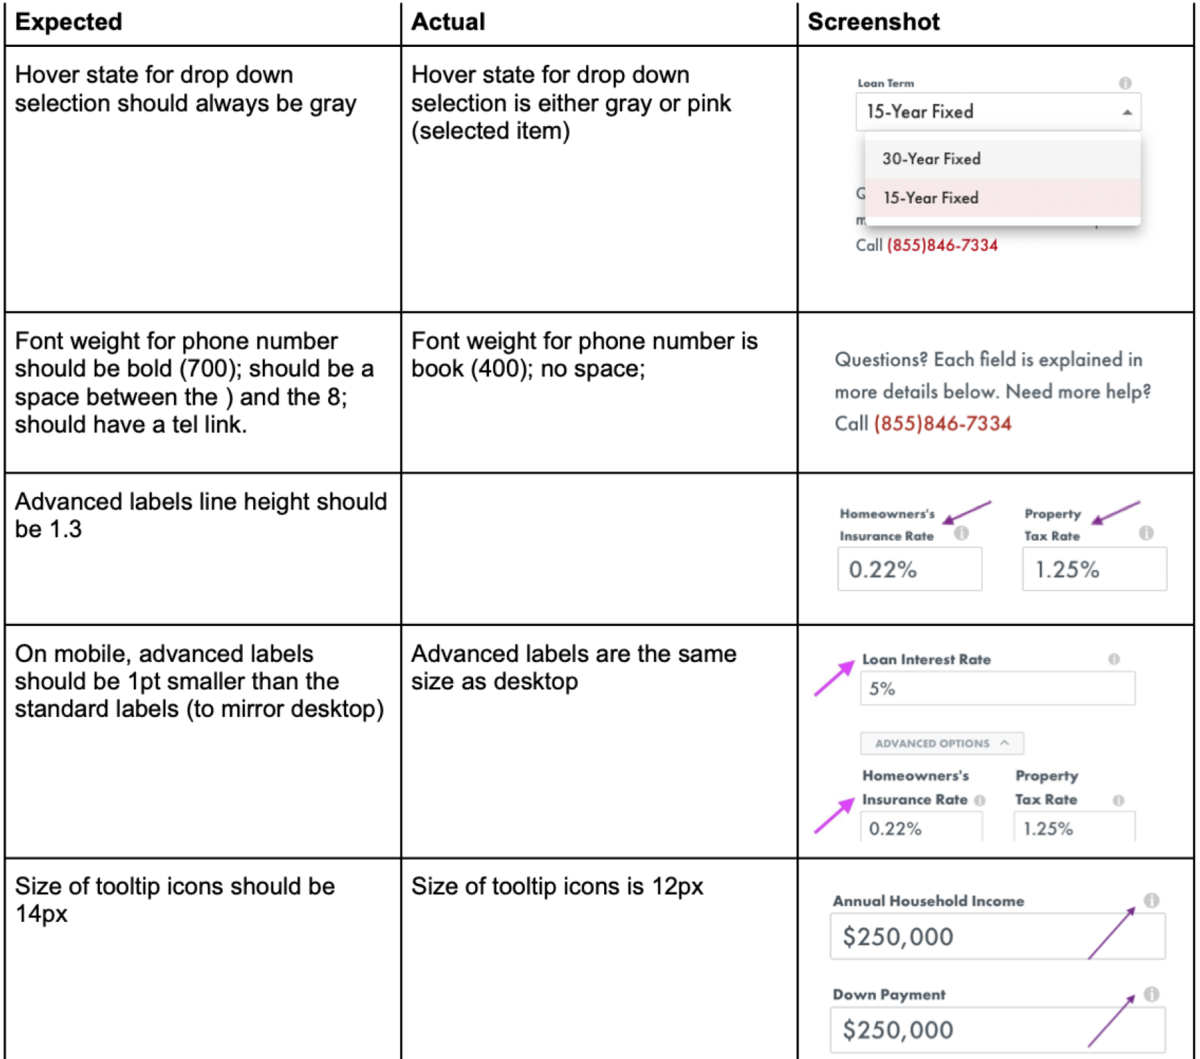 Expected
Actual
Screenshot
Hover state for drop down
selection should always be gray
Hover state for drop down
selection is either gray or pink
(selected item)
Loan Term
15-Year Fixed
30-Year Fixed
15-Year Fixed
Call (855)846-7334
Font weight for phone number
should be bold (700); should be a
space between the ) and the 8;
should have a tel link.
Font weight for phone number is
book (400); no space;
Questions? Each field is explained in
more details below. Need more help?
Call (855)846-7334
Advanced labels line height should
be 1.3
Homeowners's
Insurance Rate
0.22%
Property
Tax Rate
1.25%
On mobile, advanced labels
should be 1pt smaller than the
standard labels (to mirror desktop)
Advanced labels are the same
size as desktop
Loan Interest Rate
5%
ADVANCED OPTIONS
Homeowners's
Insurance Rate
0.22%
Property
Tax Rate
1.25%
Size of tooltip icons should be
14px
Size of tooltip icons is 12px
Annual Household Income
$250,000
Down Payment
$250,000